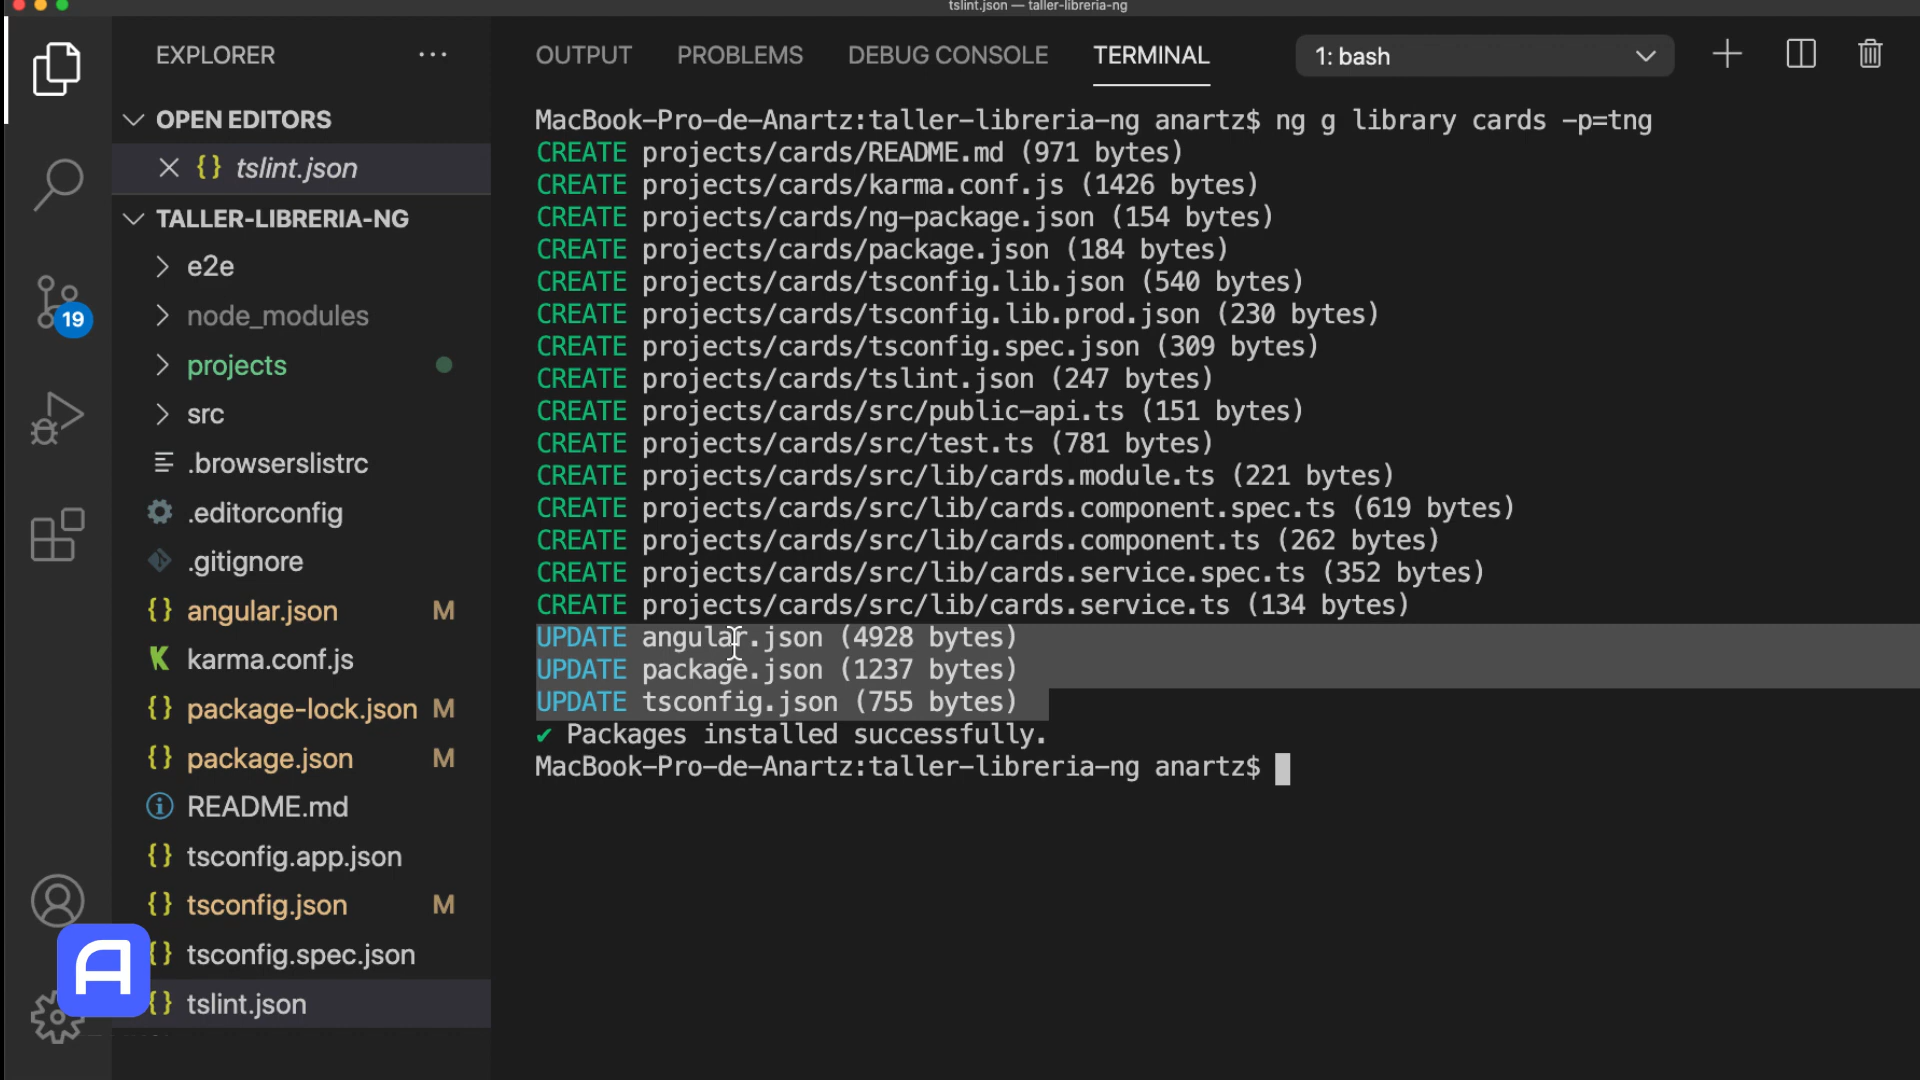 tslint.json — taller-libreria-ng
EXPLORER
OPEN EDITORS
{} tslint.json
TALLER-LIBRERIA-NG
e2e
node_modules
projects
src
.browserslistrc
.editorconfig
.gitignore
{} angular.json M
karma.conf.js
{} package-lock.json M
{} package.json M
README.md
{} tsconfig.app.json
{} tsconfig.json M
{} tsconfig.spec.json
{} tslint.json
19
A
OUTPUT PROBLEMS DEBUG CONSOLE TERMINAL 1: bash
MacBook-Pro-de-Anartz:taller-libreria-ng anartz$ ng g library cards -p=tng
CREATE projects/cards/README.md (971 bytes)
CREATE projects/cards/karma.conf.js (1426 bytes)
CREATE projects/cards/ng-package.json (154 bytes)
CREATE projects/cards/package.json (184 bytes)
CREATE projects/cards/tsconfig.lib.json (540 bytes)
CREATE projects/cards/tsconfig.lib.prod.json (230 bytes)
CREATE projects/cards/tsconfig.spec.json (309 bytes)
CREATE projects/cards/tslint.json (247 bytes)
CREATE projects/cards/src/public-api.ts (151 bytes)
CREATE projects/cards/src/test.ts (781 bytes)
CREATE projects/cards/src/lib/cards.module.ts (221 bytes)
CREATE projects/cards/src/lib/cards.component.spec.ts (619 bytes)
CREATE projects/cards/src/lib/cards.component.ts (262 bytes)
CREATE projects/cards/src/lib/cards.service.spec.ts (352 bytes)
CREATE projects/cards/src/lib/cards.service.ts (134 bytes)
UPDATE angular.json (4928 bytes)
UPDATE package.json (1237 bytes)
UPDATE tsconfig.json (755 bytes)
✔ Packages installed successfully.
MacBook-Pro-de-Anartz:taller-libreria-ng anartz$